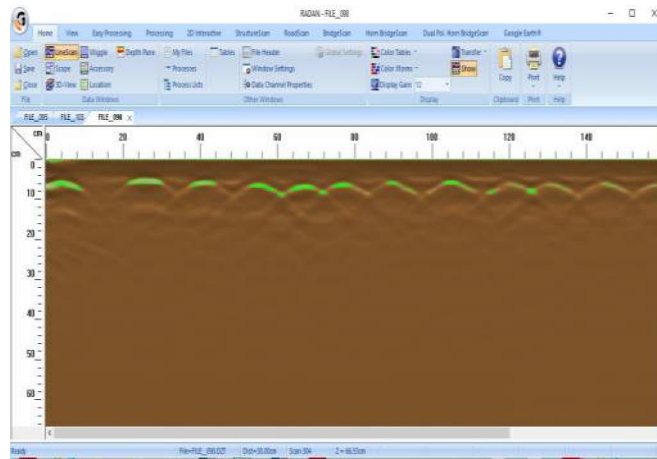 RADAN - FILE_098
Home View Easy Processing Processing 3D Interactive StructureScan RoadScan BridgeScan Horn BridgeScan Dual Pol. Horn BridgeScan Google Earth®
Open LineScan Wiggle Depth Pane My Files Tables File Header Global Settings Color Tables Transfer
Save O-Scope Accessory Processes Window Settings Color Xforms Show Copy Print Help
Close 3D-View Location Process Lists Data Channel Properties Display Gain 12
File Data Windows Other Windows Display Clipboard Print Help
FILE_095 FILE_103 FILE_098 x
cm 0 20 40 60 80 100 120 140
cm 0
10
20
30
40
50
60
Ready File=FILE_098.DZT Dist=30.00cm Scan:304 Z = 66.53cm